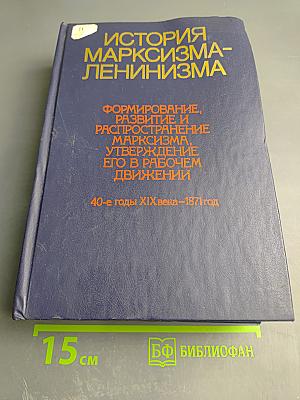 ИСТОРИЯ
МАРКСИЗМА-
ЛЕНИНИЗМА
ФОРМИРОВАНИЕ,
РАЗВИТИЕ И
РАСПРОСТРАНЕНИЕ
МАРКСИЗМА,
УТВЕРЖДЕНИЕ
ЕГО В РАБОЧЕМ
ДВИЖЕНИИ
40-е годы XIX века-1871 год
15 см
БФ БИБЛИОФАН